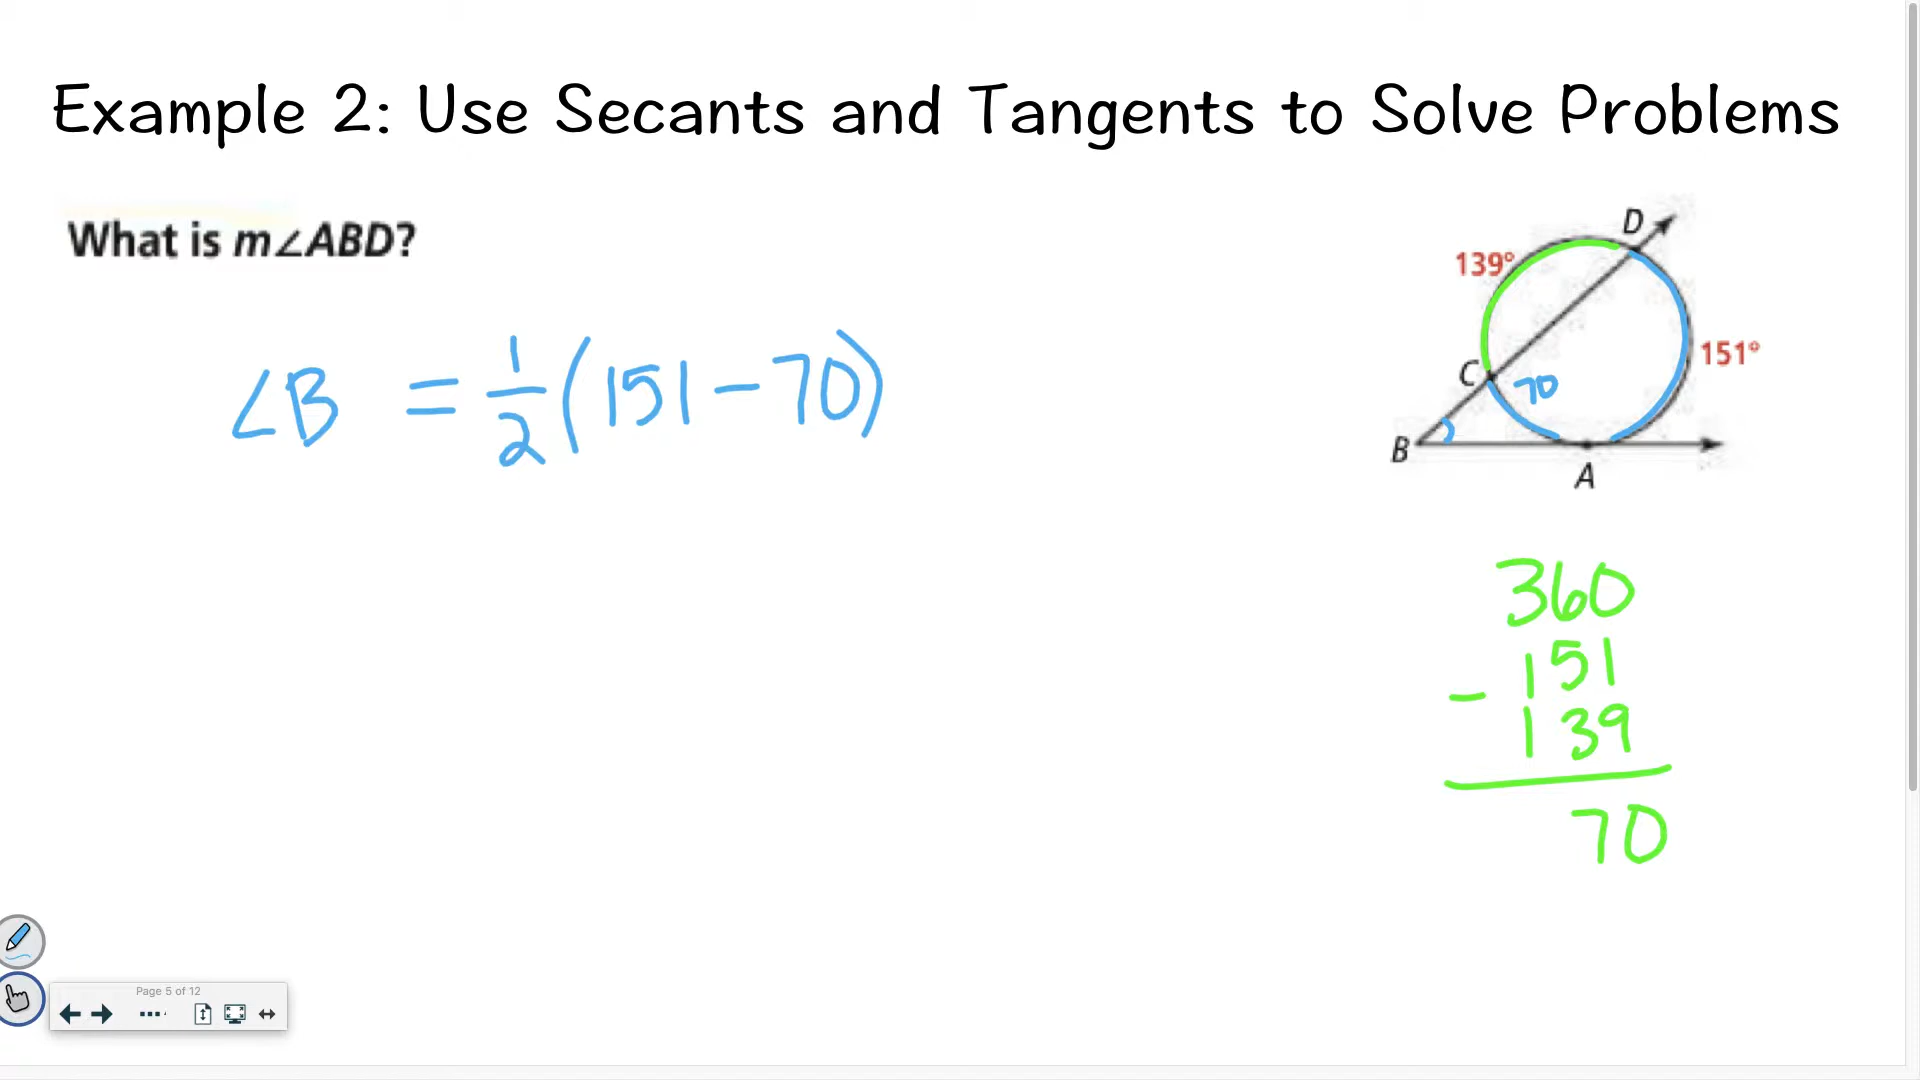 Example 2: Use Secants and Tangents to Solve Problems
What is m∠ABD?
D
139°
151°
C
70
B
A
∠B = 1/2 (151 - 70)
360
- 151
139
70
Page 5 of 12